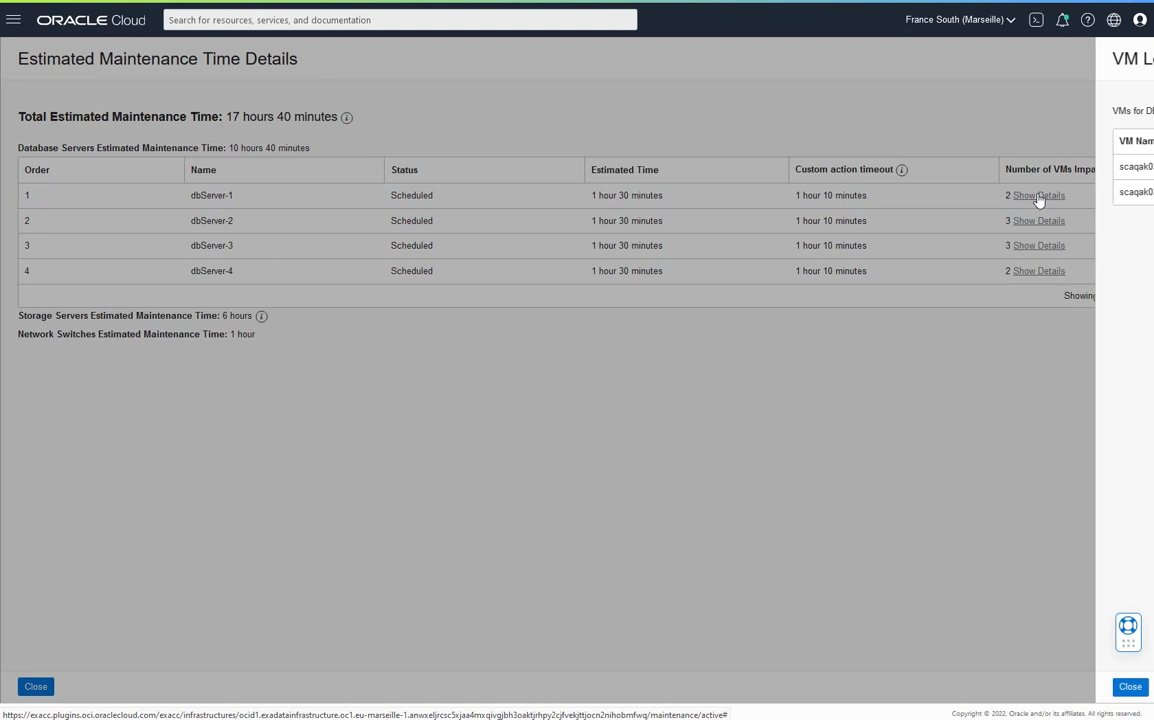 ORACLE Cloud
Search for resources, services, and documentation
France South (Marseille)
Estimated Maintenance Time Details
VM L
Total Estimated Maintenance Time: 17 hours 40 minutes
VMs for D
Database Servers Estimated Maintenance Time: 10 hours 40 minutes
Order Name Status Estimated Time Custom action timeout Number of VMs Impa
VM Nam
1 dbServer-1 Scheduled 1 hour 30 minutes 1 hour 10 minutes 2 Show Details
scaqak0
2 dbServer-2 Scheduled 1 hour 30 minutes 1 hour 10 minutes 3 Show Details
scaqak0
3 dbServer-3 Scheduled 1 hour 30 minutes 1 hour 10 minutes 3 Show Details
4 dbServer-4 Scheduled 1 hour 30 minutes 1 hour 10 minutes 2 Show Details
Showing
Storage Servers Estimated Maintenance Time: 6 hours
Network Switches Estimated Maintenance Time: 1 hour
Close
Close
Copyright © 2022, Oracle and/or its affiliates. All rights reserved.